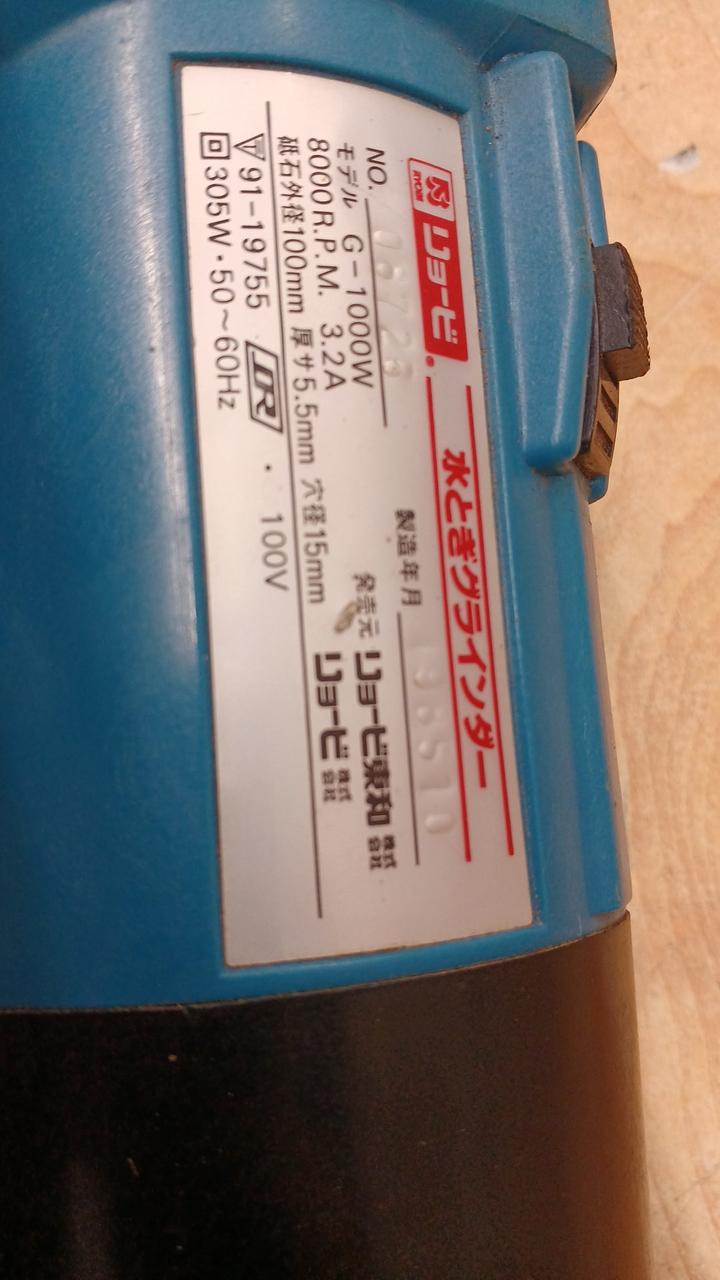 RYOBI リョービ® 水とぎグラインダー
NO. 製造年月
モデル G-1000W 発売元 リョービ東和株式会社
8000R.P.M. 3.2A リョービ株式会社
砥石外径100mm 厚サ5.5mm 穴径15mm
91-19755 JR ・ 100V
305W・50~60Hz